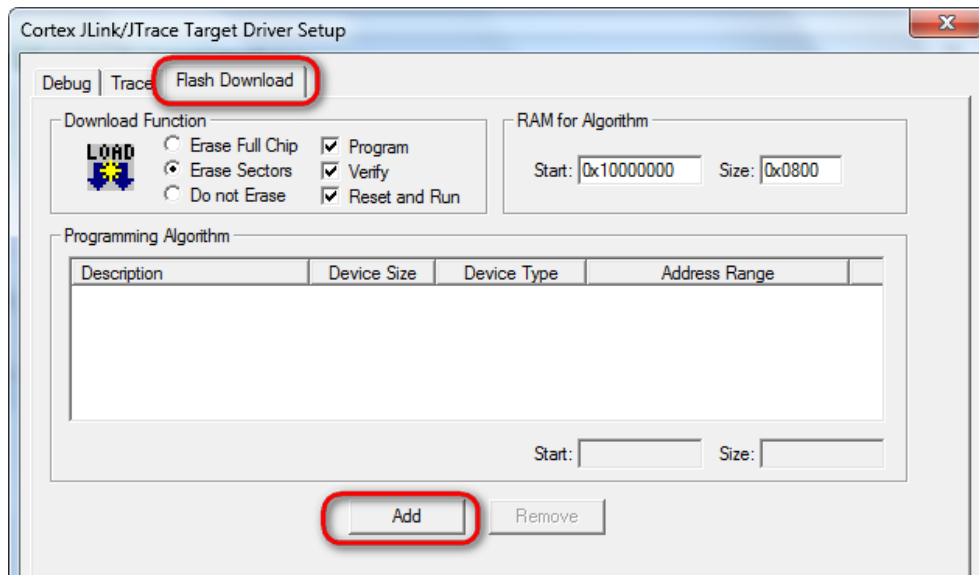 Cortex JLink/JTrace Target Driver Setup
Debug Trace Flash Download
Download Function
LOAD
Erase Full Chip
Erase Sectors
Do not Erase
Program
Verify
Reset and Run
RAM for Algorithm
Start: 0x10000000 Size: 0x0800
Programming Algorithm
Description Device Size Device Type Address Range
Start: Size:
Add Remove